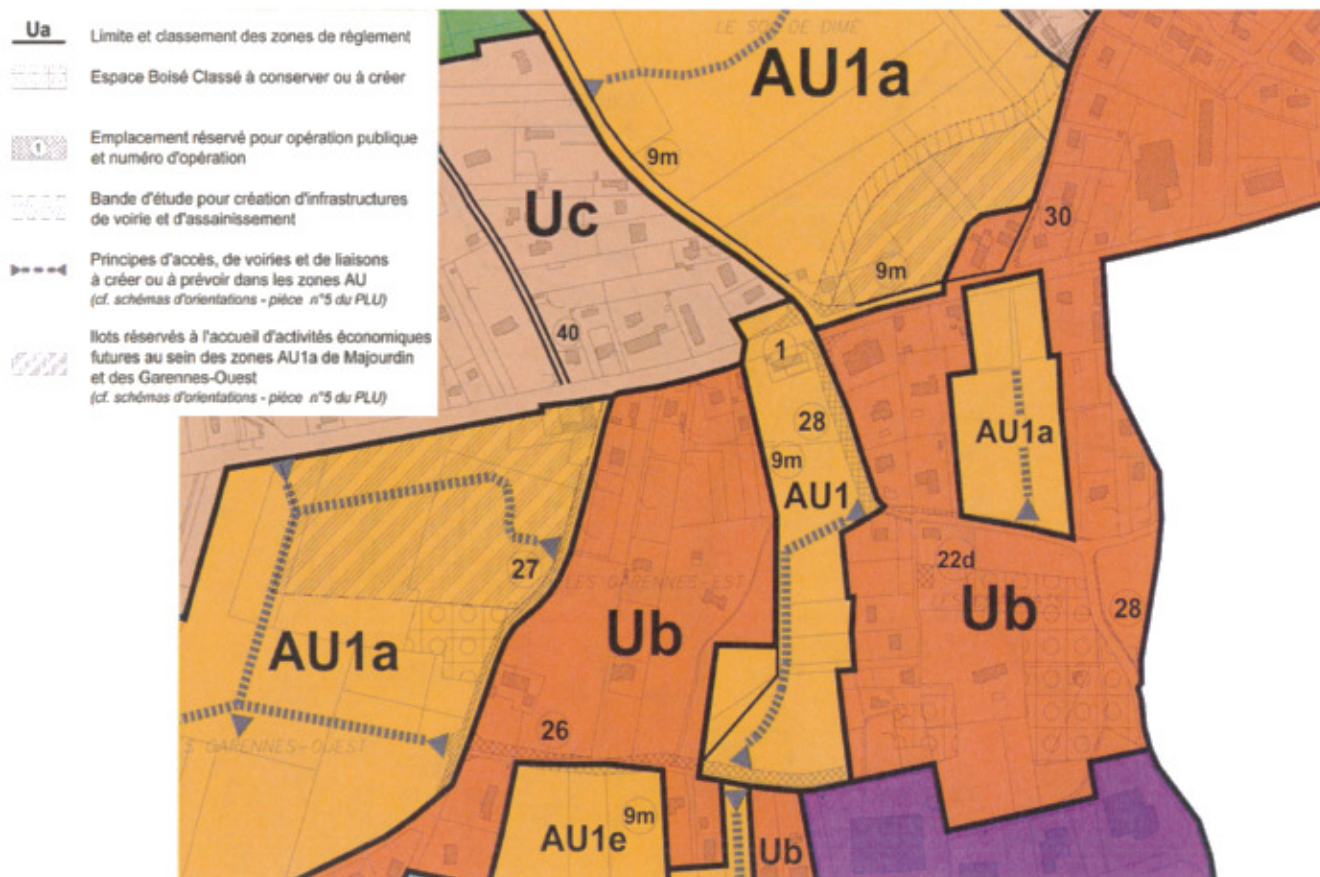 Ua
Limite et classement des zones de règlement
Espace Boisé Classé à conserver ou à créer
1
Emplacement réservé pour opération publique
et numéro d'opération
Bande d'étude pour création d'infrastructures
de voirie et d'assainissement
Principes d'accès, de voiries et de liaisons
à créer ou à prévoir dans les zones AU
(cf. schémas d'orientations - pièce n°5 du PLU)
Ilots réservés à l'accueil d'activités économiques
futures au sein des zones AU1a de Majourdin
et des Garennes-Ouest
(cf. schémas d'orientations - pièce n°5 du PLU)
LE SOL DE DIME
AU1a
9m
Uc
30
9m
40
1
28
AU1a
9m
AU1
27
22d
LES GARENNES-EST
Ub
Ub
28
AU1a
26
S GARENNES-OUEST
9m
AU1e
Ub